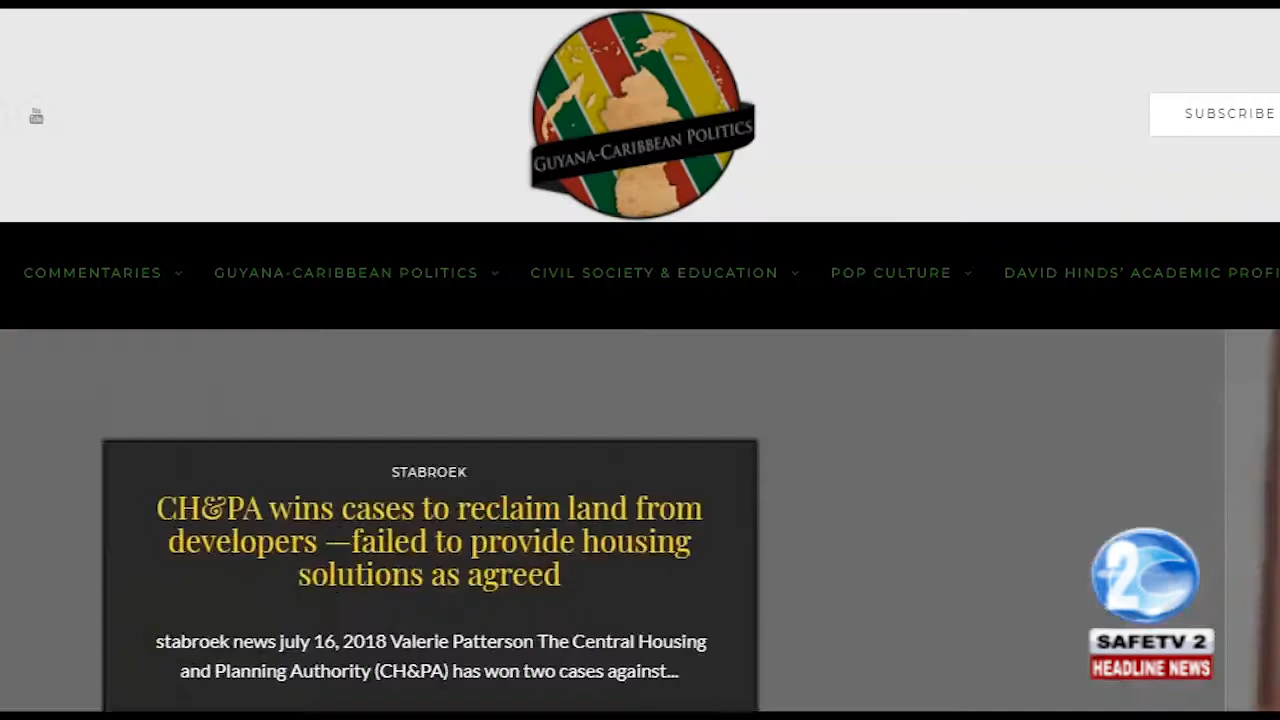 You
Tube
SUBSCRIBE
GUYANA-CARIBBEAN POLITICS
COMMENTARIES
GUYANA-CARIBBEAN POLITICS
CIVIL SOCIETY & EDUCATION
POP CULTURE
DAVID HINDS’ ACADEMIC PROFI
STABROEK
CH&PA wins cases to reclaim land from
developers —failed to provide housing
solutions as agreed
stabroek news july 16, 2018 Valerie Patterson The Central Housing
and Planning Authority (CH&PA) has won two cases against...
2
SAFETV 2
HEADLINE NEWS